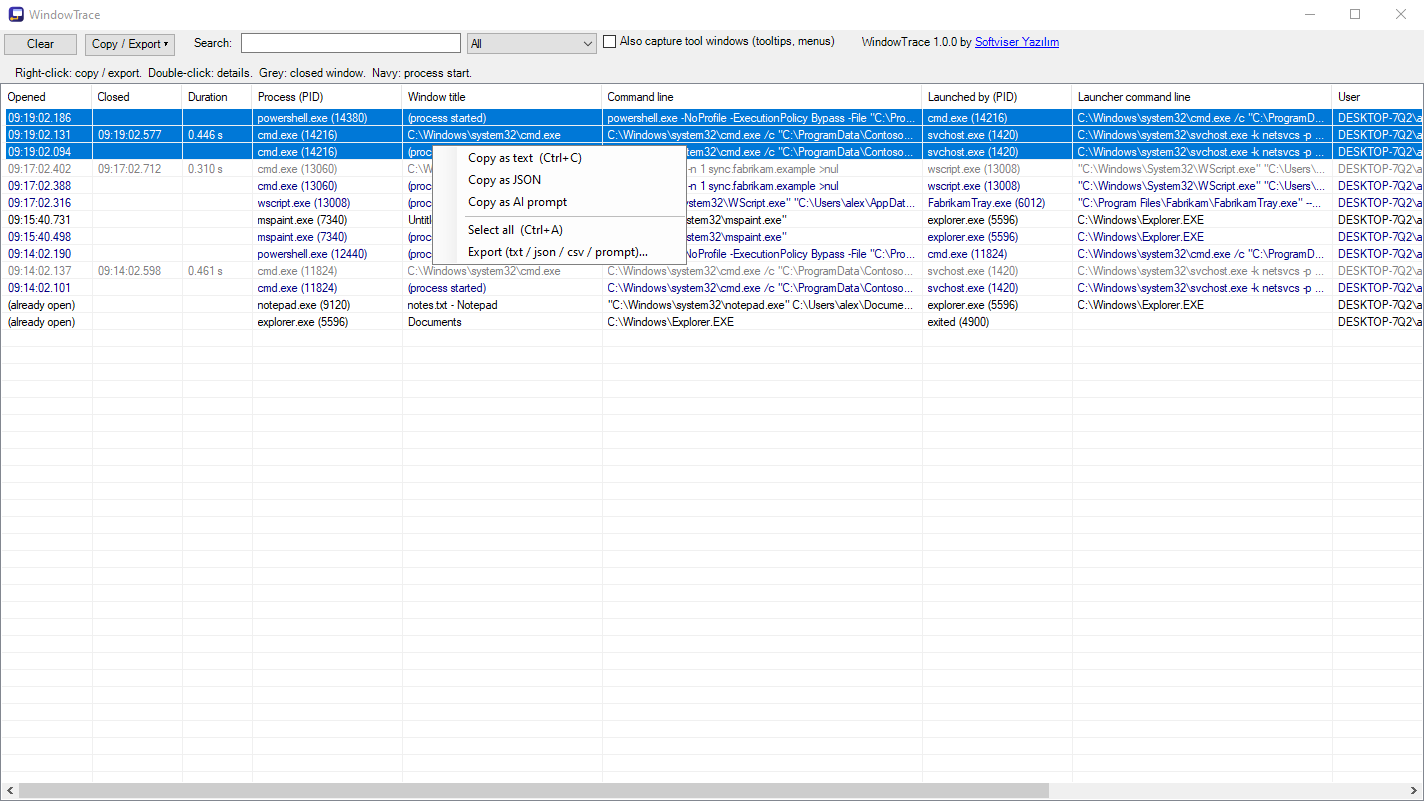 WindowTrace
Clear Copy / Export ▾ Search: All Also capture tool windows (tooltips, menus) WindowTrace 1.0.0 by Softviser Yazılım
Right-click: copy / export. Double-click: details. Grey: closed window. Navy: process start.
Opened Closed Duration Process (PID) Window title Command line Launched by (PID) Launcher command line User
09:19:02.186 powershell.exe (14380) (process started) powershell.exe -NoProfile -ExecutionPolicy Bypass -File "C:\Pro... cmd.exe (14216) C:\Windows\system32\cmd.exe /c "C:\ProgramD... DESKTOP-7Q2\a
09:19:02.131 09:19:02.577 0.446 s cmd.exe (14216) C:\Windows\system32\cmd.exe C:\Windows\system32\cmd.exe /c "C:\ProgramData\Contoso... svchost.exe (1420) C:\Windows\system32\svchost.exe -k netsvcs -p ... DESKTOP-7Q2\a
09:19:02.094 cmd.exe (14216) (proc stem32\cmd.exe /c "C:\ProgramData\Contoso... svchost.exe (1420) C:\Windows\system32\svchost.exe -k netsvcs -p ... DESKTOP-7Q2\a
09:17:02.402 09:17:02.712 0.310 s cmd.exe (13060) C:\W -n 1 sync.fabrikam.example >nul wscript.exe (13008) "C:\Windows\System32\WScript.exe" "C:\Users\... DESKTOP-7Q2\a
09:17:02.388 cmd.exe (13060) (proc -n 1 sync.fabrikam.example >nul wscript.exe (13008) "C:\Windows\System32\WScript.exe" "C:\Users\... DESKTOP-7Q2\a
09:17:02.316 wscript.exe (13008) (proc stem32\WScript.exe" "C:\Users\alex\AppDat... FabrikamTray.exe (6012) "C:\Program Files\Fabrikam\FabrikamTray.exe" --... DESKTOP-7Q2\a
09:15:40.731 mspaint.exe (7340) Untitl stem32\mspaint.exe" explorer.exe (5596) C:\Windows\Explorer.EXE DESKTOP-7Q2\a
09:15:40.498 mspaint.exe (7340) (proc stem32\mspaint.exe" explorer.exe (5596) C:\Windows\Explorer.EXE DESKTOP-7Q2\a
09:14:02.190 powershell.exe (12440) (proc NoProfile -ExecutionPolicy Bypass -File "C:\Pro... cmd.exe (11824) C:\Windows\system32\cmd.exe /c "C:\ProgramD... DESKTOP-7Q2\a
09:14:02.137 09:14:02.598 0.461 s cmd.exe (11824) C:\Windows\system32\cmd.exe C:\Windows\system32\cmd.exe /c "C:\ProgramData\Contoso... svchost.exe (1420) C:\Windows\system32\svchost.exe -k netsvcs -p ... DESKTOP-7Q2\a
09:14:02.101 cmd.exe (11824) (process started) C:\Windows\system32\cmd.exe /c "C:\ProgramData\Contoso... svchost.exe (1420) C:\Windows\system32\svchost.exe -k netsvcs -p ... DESKTOP-7Q2\a
(already open) notepad.exe (9120) notes.txt - Notepad "C:\Windows\system32\notepad.exe" C:\Users\alex\Docume... explorer.exe (5596) C:\Windows\Explorer.EXE DESKTOP-7Q2\a
(already open) explorer.exe (5596) Documents C:\Windows\Explorer.EXE exited (4900) DESKTOP-7Q2\a
Copy as text (Ctrl+C)
Copy as JSON
Copy as AI prompt
Select all (Ctrl+A)
Export (txt / json / csv / prompt)...